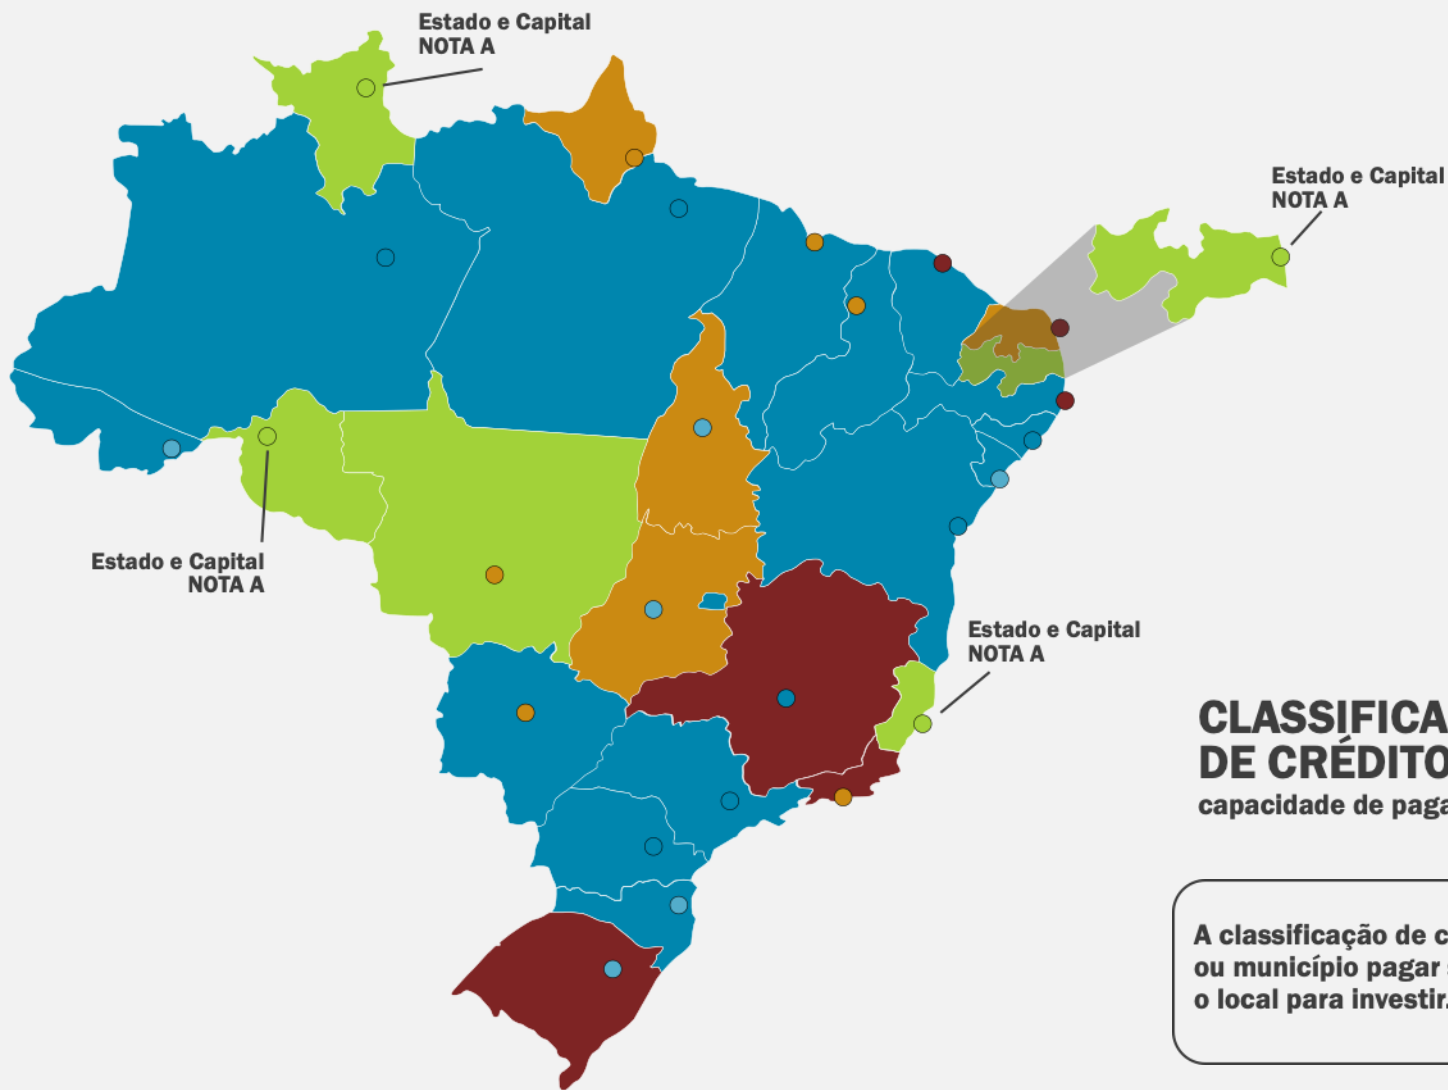 Estado e Capital
NOTA A
Estado e Capital
NOTA A
Estado e Capital
NOTA A
Estado e Capital
NOTA A
CLASSIFICA
DE CRÉDITO
capacidade de paga
A classificação de c
ou município pagar
o local para investir.